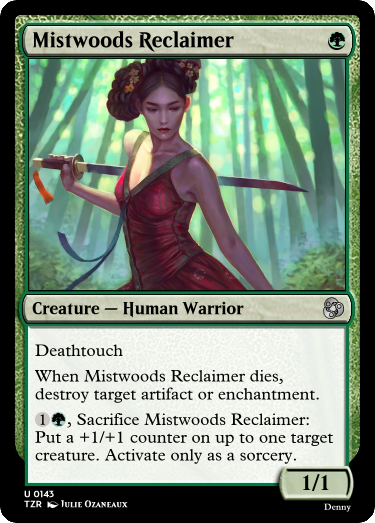 Mistwoods Reclaimer
Creature — Human Warrior
Deathtouch
When Mistwoods Reclaimer dies,
destroy target artifact or enchantment.
1, Sacrifice Mistwoods Reclaimer:
Put a +1/+1 counter on up to one target
creature. Activate only as a sorcery.
1/1
U 0143
TZR Julie Ozaneaux
Denny